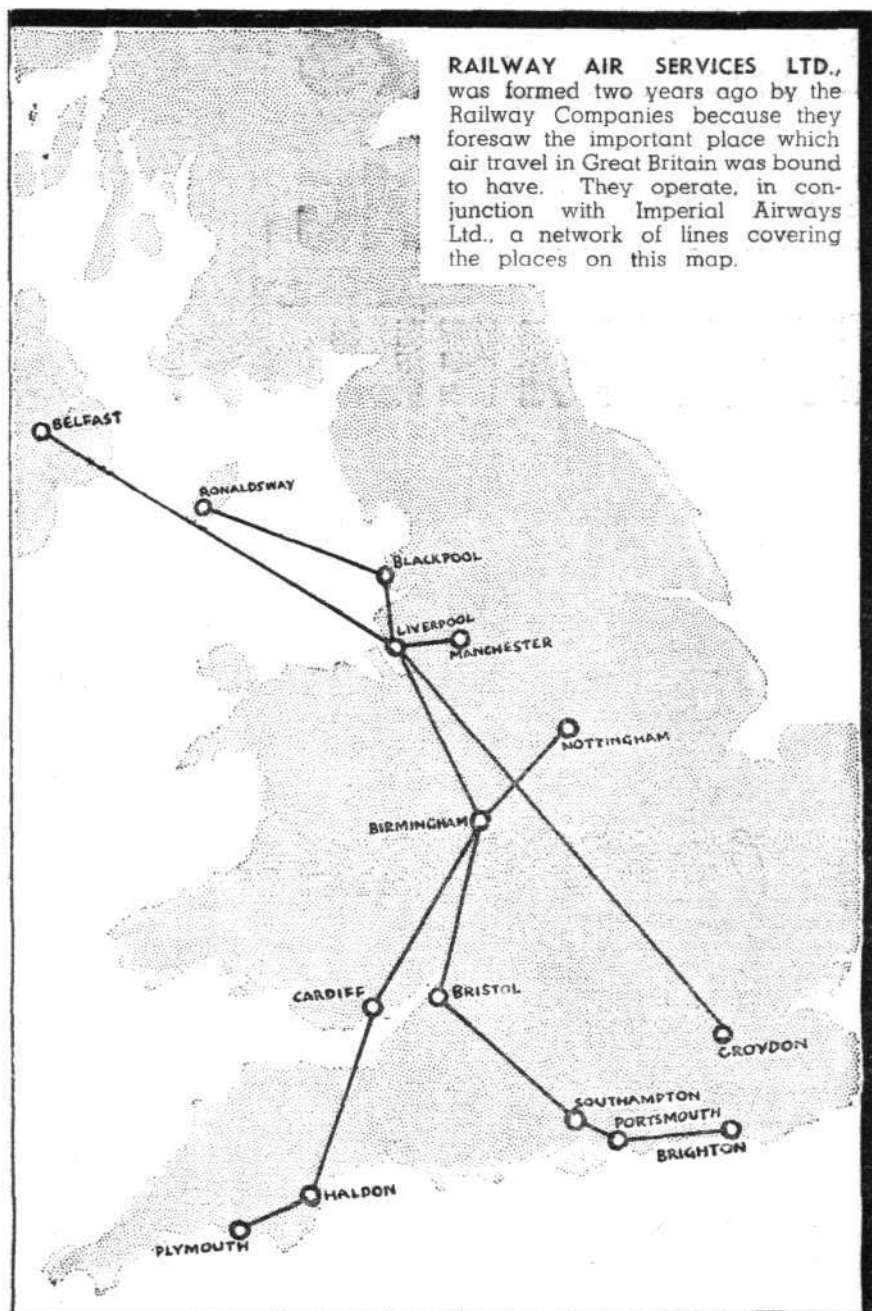 RAILWAY AIR SERVICES LTD.,
was formed two years ago by the
Railway Companies because they
foresaw the important place which
air travel in Great Britain was bound
to have. They operate, in con-
junction with Imperial Airways
Ltd., a network of lines covering
the places on this map.
BELFAST
RONALDSWAY
BLACKPOOL
LIVERPOOL
MANCHESTER
NOTTINGHAM
BIRMINGHAM
CARDIFF
BRISTOL
CROYDON
SOUTHAMPTON
PORTSMOUTH
BRIGHTON
HALDON
PLYMOUTH